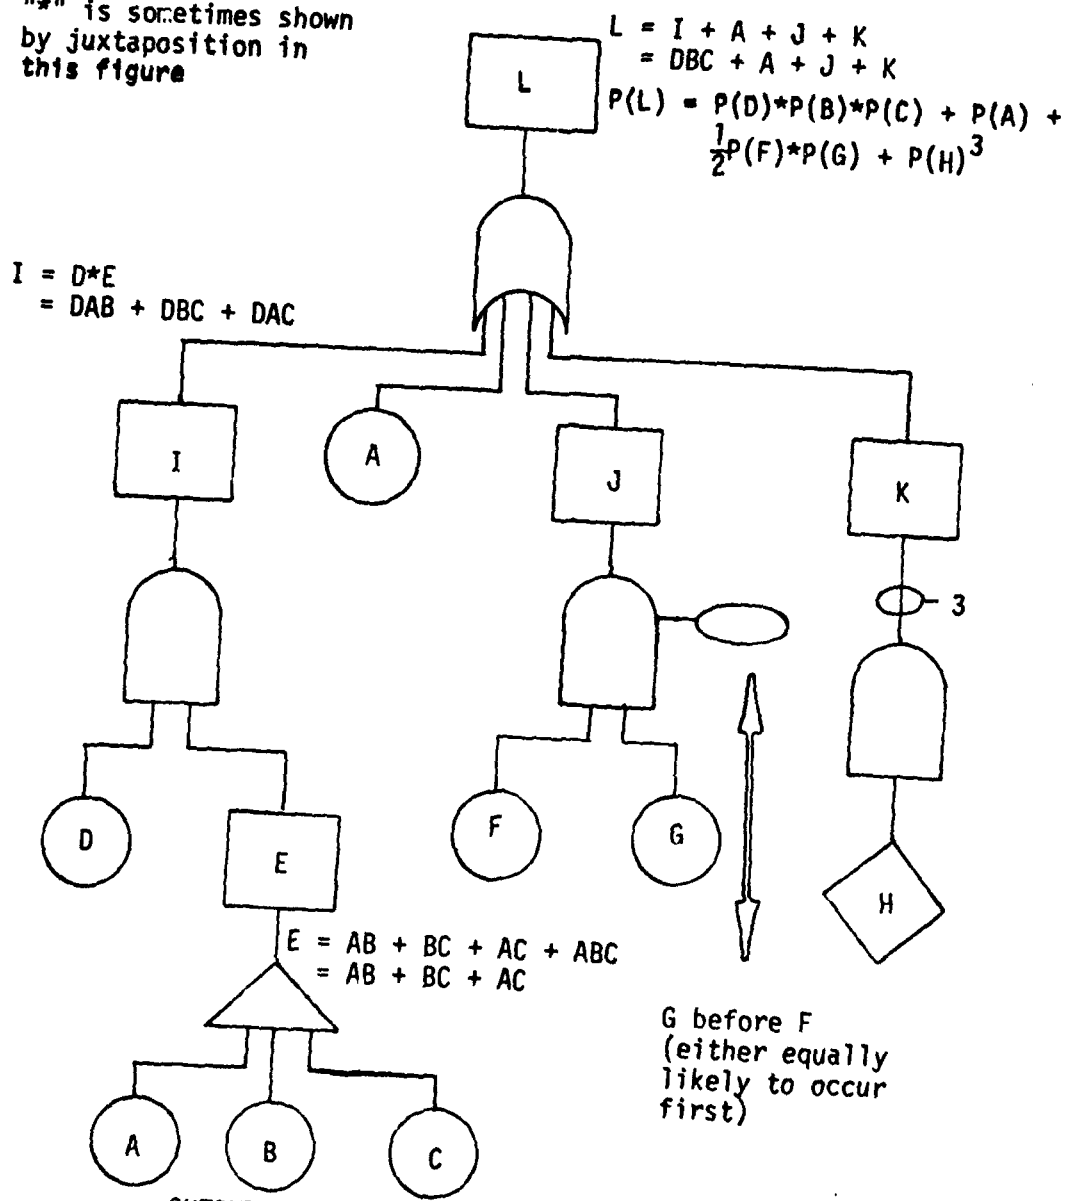 "*" is sometimes shown
by juxtaposition in
this figure
L
L = I + A + J + K
= DBC + A + J + K
P(L) = P(D)*P(B)*P(C) + P(A) +
1/2P(F)*P(G) + P(H)^3
I = D*E
= DAB + DBC + DAC
I
A
J
K
3
D
E
F
G
H
E = AB + BC + AC + ABC
= AB + BC + AC
G before F
(either equally
likely to occur
first)
A
B
C